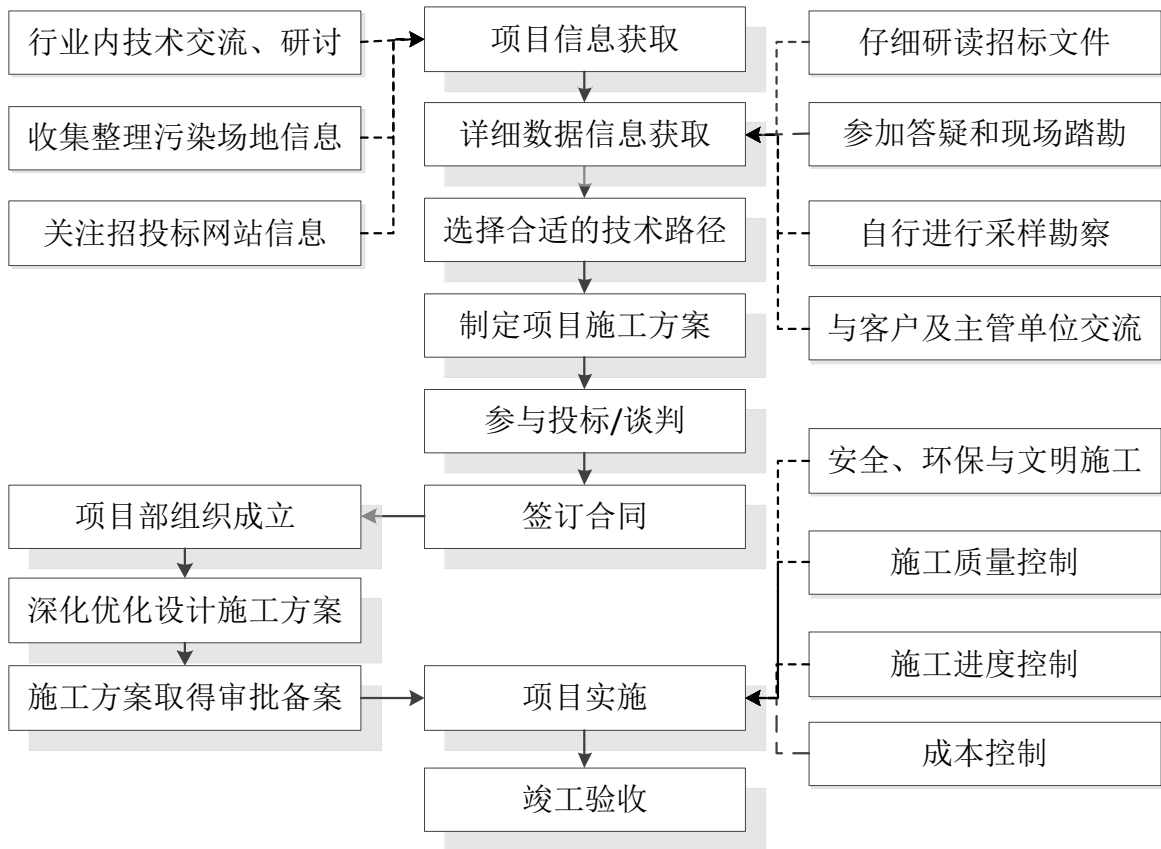 行业内技术交流、研讨
项目信息获取
仔细研读招标文件
收集整理污染场地信息
详细数据信息获取
参加答疑和现场踏勘
关注招投标网站信息
选择合适的技术路径
自行进行采样勘察
制定项目施工方案
与客户及主管单位交流
参与投标/谈判
安全、环保与文明施工
项目部组织成立
签订合同
施工质量控制
深化优化设计施工方案
施工进度控制
施工方案取得审批备案
项目实施
成本控制
竣工验收